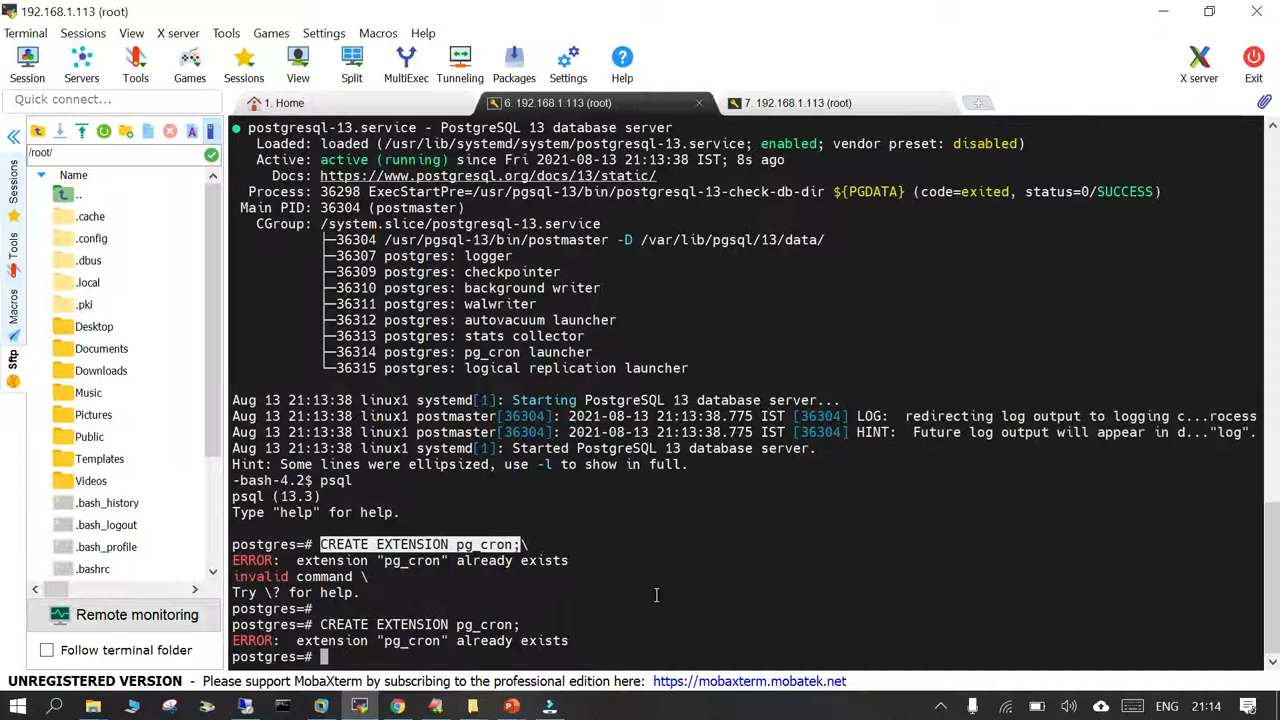 192.168.1.113 (root)
Terminal Sessions View X server Tools Games Settings Macros Help
Session Servers Tools Games Sessions View Split MultiExec Tunneling Packages Settings Help X server Exit
Quick connect...
1. Home
6. 192.168.1.113 (root)
7. 192.168.1.113 (root)
Sessions
Tools
Macros
Sftp
/root/
Name
..
.cache
.config
.dbus
.local
.pki
Desktop
Documents
Downloads
Music
Pictures
Public
Templates
Videos
.bash_history
.bash_logout
.bash_profile
.bashrc
Remote monitoring
Follow terminal folder
● postgresql-13.service - PostgreSQL 13 database server
Loaded: loaded (/usr/lib/systemd/system/postgresql-13.service; enabled; vendor preset: disabled)
Active: active (running) since Fri 2021-08-13 21:13:38 IST; 8s ago
Docs: https://www.postgresql.org/docs/13/static/
Process: 36298 ExecStartPre=/usr/pgsql-13/bin/postgresql-13-check-db-dir ${PGDATA} (code=exited, status=0/SUCCESS)
Main PID: 36304 (postmaster)
CGroup: /system.slice/postgresql-13.service
├─36304 /usr/pgsql-13/bin/postmaster -D /var/lib/pgsql/13/data/
├─36307 postgres: logger
├─36309 postgres: checkpointer
├─36310 postgres: background writer
├─36311 postgres: walwriter
├─36312 postgres: autovacuum launcher
├─36313 postgres: stats collector
├─36314 postgres: pg_cron launcher
└─36315 postgres: logical replication launcher
Aug 13 21:13:38 linux1 systemd[1]: Starting PostgreSQL 13 database server...
Aug 13 21:13:38 linux1 postmaster[36304]: 2021-08-13 21:13:38.775 IST [36304] LOG:  redirecting log output to logging c...rocess
Aug 13 21:13:38 linux1 postmaster[36304]: 2021-08-13 21:13:38.775 IST [36304] HINT:  Future log output will appear in d..."log".
Aug 13 21:13:38 linux1 systemd[1]: Started PostgreSQL 13 database server.
Hint: Some lines were ellipsized, use -l to show in full.
-bash-4.2$ psql
psql (13.3)
Type "help" for help.
postgres=# CREATE EXTENSION pg_cron;\
ERROR:  extension "pg_cron" already exists
invalid command \
Try \? for help.
postgres=#
postgres=# CREATE EXTENSION pg_cron;
ERROR:  extension "pg_cron" already exists
postgres=#
UNREGISTERED VERSION - Please support MobaXterm by subscribing to the professional edition here: https://mobaxterm.mobatek.net
ENG 21:14